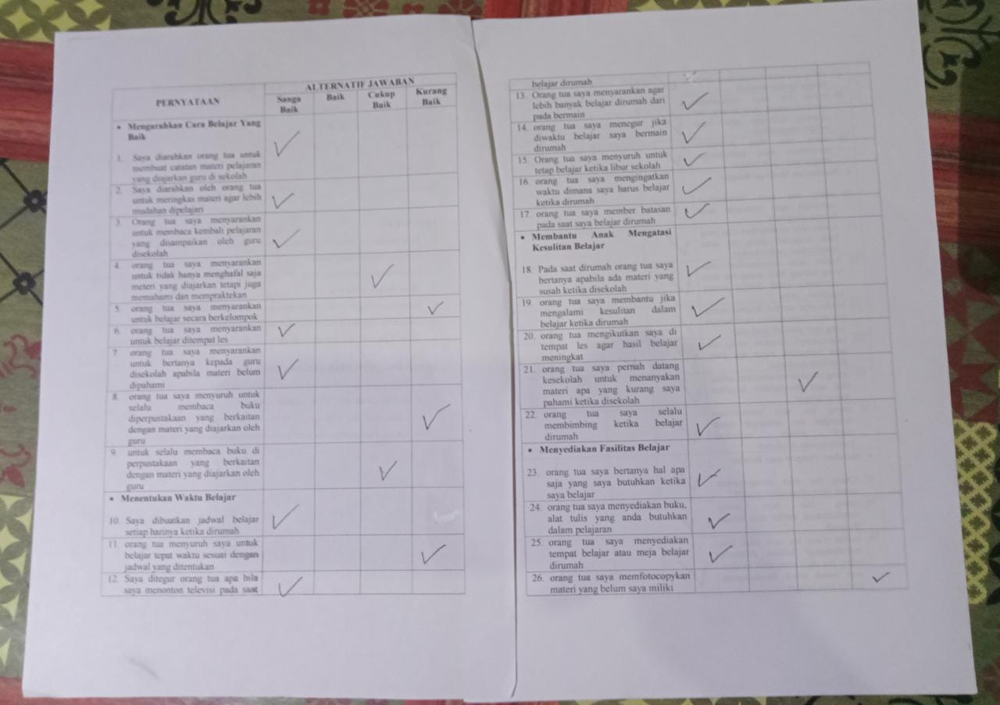 PERNYATAAN
ALTERNATIF JAWABAN
Sanga
Baik
Baik
Cukup
Baik
Kurang
Baik
• Mengarahkan Cara Belajar Yang
Baik
1. Saya diarahkan orang tua untuk
membuat catatan materi pelajaran
yang diajarkan guru di sekolah
2. Saya diarahkan oleh orang tua
untuk meringkas materi agar lebih
mudahan dipelajari
3. Orang tua saya menyarankan
untuk membaca kembali pelajaran
yang disampaikan oleh guru
disekolah
4. orang tua saya menyarankan
untuk tidak hanya menghafal saja
meteri yang diajarkan tetapi juga
memahami dan mempraktekan
5. orang tua saya menyarankan
untuk belajar secara berkelompok
6. orang tua saya menyarankan
untuk belajar ditempat les
7. orang tua saya menyarankan
untuk bertanya kepada guru
disekolah apabila materi belum
dipahami
8. orang tua saya menyuruh untuk
selalu membaca buku
diperpustakaan yang berkaitan
dengan materi yang diajarkan oleh
guru
9. untuk selalu membaca buku di
perpustakaan yang berkaitan
dengan materi yang diajarkan oleh
guru
• Menentukan Waktu Belajar
10. Saya dibuatkan jadwal belajar
setiap harinya ketika dirumah
11. orang tua menyuruh saya untuk
belajar teput waktu sesuai dengan
jadwal yang ditentukan
12. Saya ditegur orang tua apa bila
saya menonton televisi pada saat
belajar dirumah
13. Orang tua saya menyarankan agar
lebih banyak belajar dirumah dari
pada bermain
14. orang tua saya menegur jika
diwaktu belajar saya bermain
dirumah
15. Orang tua saya menyuruh untuk
tetap belajar ketika libur sekolah
16. orang tua saya mengingatkan
waktu dimana saya harus belajar
ketika dirumah
17. orang tua saya member batasan
pada saat saya belajar dirumah
• Membantu Anak Mengatasi
Kesulitan Belajar
18. Pada saat dirumah orang tua saya
bertanya apabila ada materi yang
susah ketika disekolah
19. orang tua saya membantu jika
mengalami kesulitan dalam
belajar ketika dirumah
20. orang tua mengikutkan saya di
tempat les agar hasil belajar
meningkat
21. orang tua saya pernah datang
kesekolah untuk menanyakan
materi apa yang kurang saya
pahami ketika disekolah
22. orang tua saya selalu
membimbing ketika belajar
dirumah
• Menyediakan Fasilitas Belajar
23. orang tua saya bertanya hal apa
saja yang saya butuhkan ketika
saya belajar
24. orang tua saya menyediakan buku,
alat tulis yang anda butuhkan
dalam pelajaran
25. orang tua saya menyediakan
tempat belajar atau meja belajar
dirumah
26. orang tua saya memfotocopykan
materi yang belum saya miliki